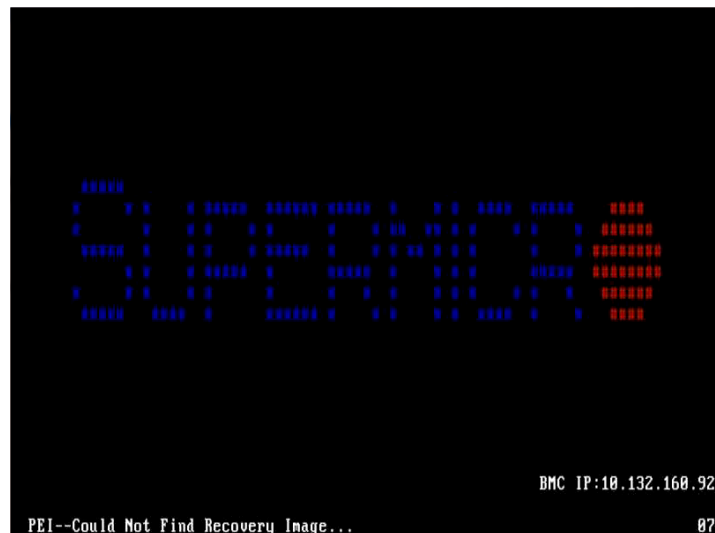 SUPERMICRO
BMC IP:10.132.160.92
PEI--Could Not Find Recovery Image...
07